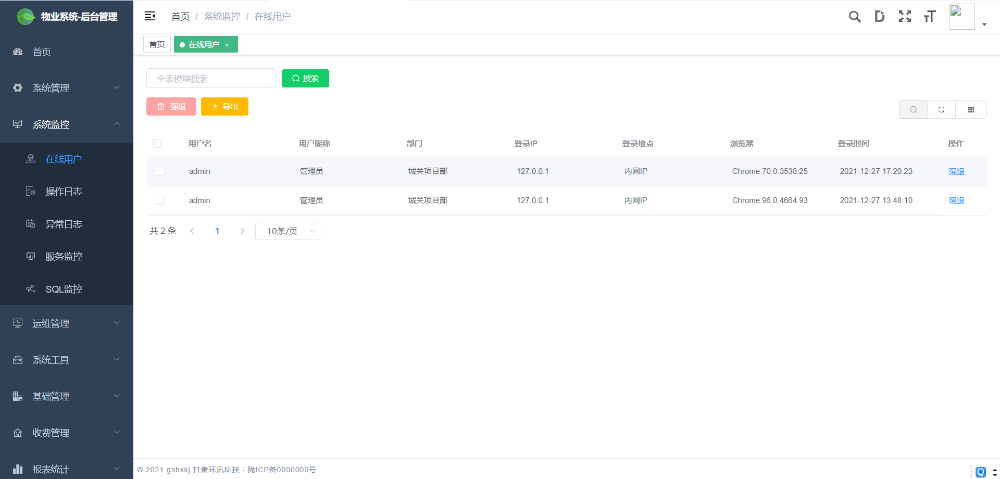 物业系统-后台管理
首页
系统管理
系统监控
在线用户
操作日志
异常日志
服务监控
SQL监控
运维管理
系统工具
基础管理
收费管理
报表统计
首页 / 系统监控 / 在线用户
首页
在线用户 ×
全表模糊搜索
搜索
强退
导出
用户名 用户昵称 部门 登录IP 登录地点 浏览器 登录时间 操作
admin 管理员 城关项目部 127.0.0.1 内网IP Chrome 70.0.3538.25 2021-12-27 17:20:23 强退
admin 管理员 城关项目部 127.0.0.1 内网IP Chrome 96.0.4664.93 2021-12-27 13:48:10 强退
共 2 条 1 10条/页
© 2021 gshxkj 甘肃环讯科技 · 陇ICP备0000000号